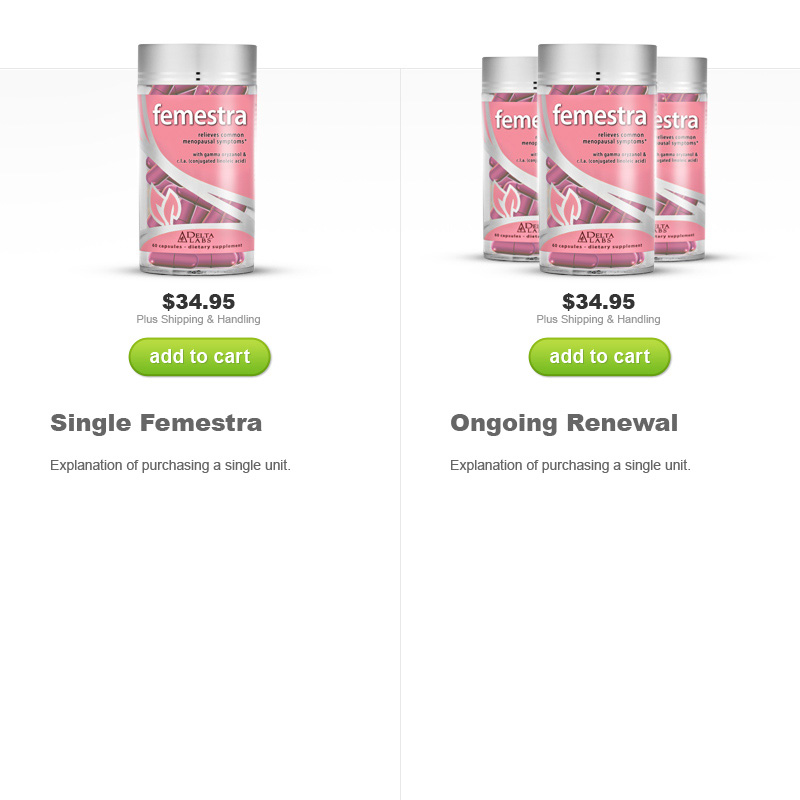 femestra
relieves common
menopausal symptoms*
with gamma oryzanol &
c.l.a. (conjugated linoleic acid)
DELTA
LABS
60 capsules - dietary supplement
$34.95
Plus Shipping & Handling
add to cart
Single Femestra
Explanation of purchasing a single unit.
feme
femestra
estra
relieves common
menopausal symptoms*
with gamma oryzanol &
c.l.a. (conjugated linoleic acid)
DELTA
LABS
60 capsules - dietary supplement
$34.95
Plus Shipping & Handling
add to cart
Ongoing Renewal
Explanation of purchasing a single unit.